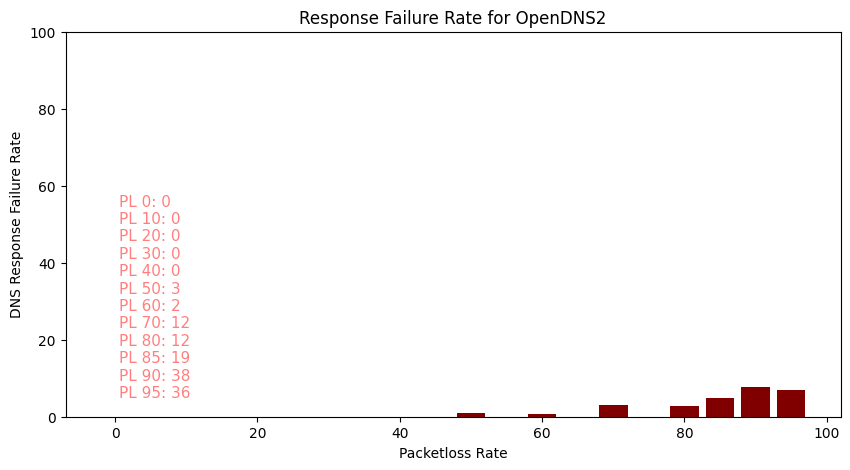 Response Failure Rate for OpenDNS2
100
80
60
40
20
0
DNS Response Failure Rate
PL 0: 0
PL 10: 0
PL 20: 0
PL 30: 0
PL 40: 0
PL 50: 3
PL 60: 2
PL 70: 12
PL 80: 12
PL 85: 19
PL 90: 38
PL 95: 36
0 20 40 60 80 100
Packetloss Rate